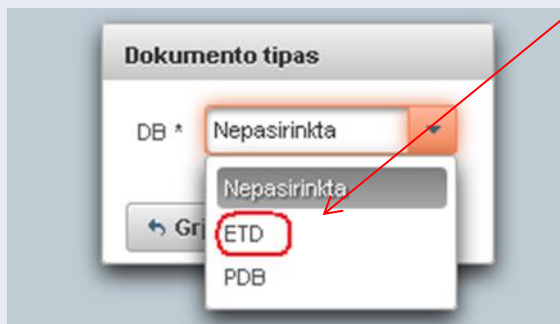 Dokumento tipas
DB * Nepasirinkta
Nepasirinkta
ETD
PDB